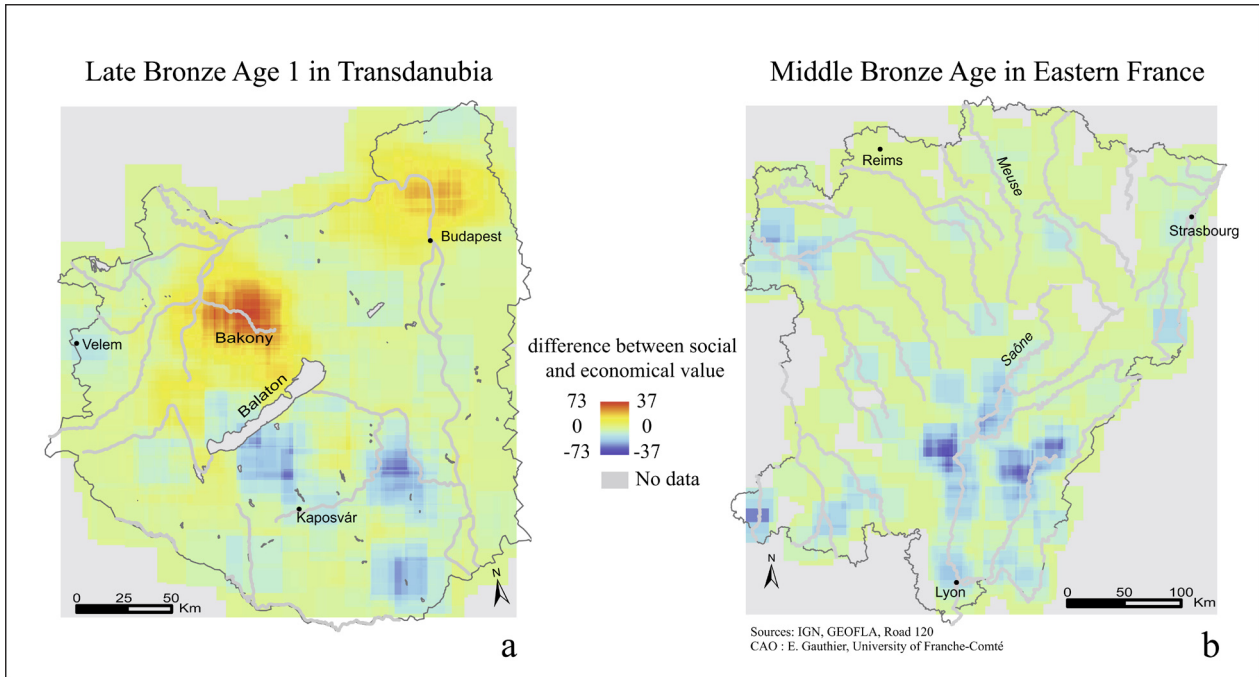 Late Bronze Age 1 in Transdanubia
Budapest
Bakony
Velem
Balaton
Kaposvár
N
0 25 50
Km
a
difference between social
and economical value
73 37
0 0
-73 -37
No data
Middle Bronze Age in Eastern France
Reims
Meuse
Strasbourg
Saône
N
Lyon
0 50 100
Km
Sources: IGN, GEOFLA, Road 120
CAO : E. Gauthier, University of Franche-Comté
b